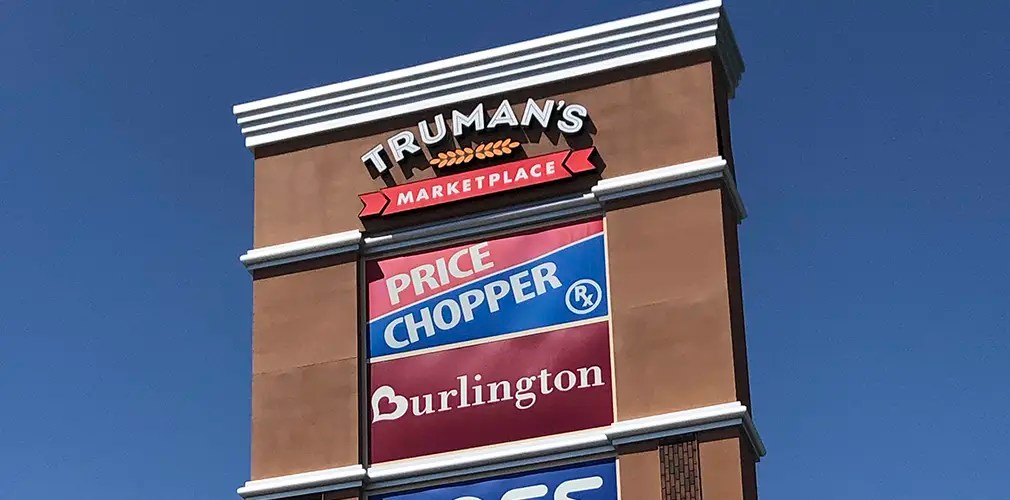 TRUMAN'S
MARKETPLACE
PRICE
CHOPPER Rx
Burlington